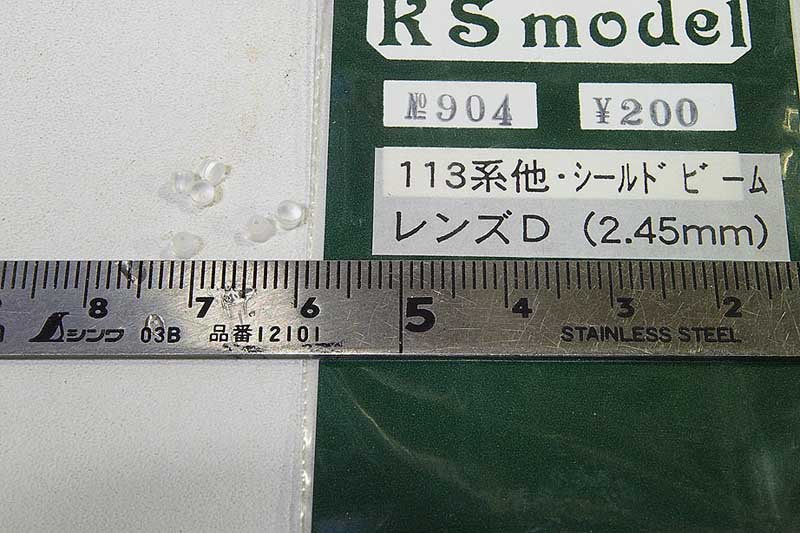 KS model
№904
¥200
113系他・シールドビーム
レンズD (2.45mm)
8 7 6 5 4 3 2
シンワ 03B 品番12101 STAINLESS STEEL